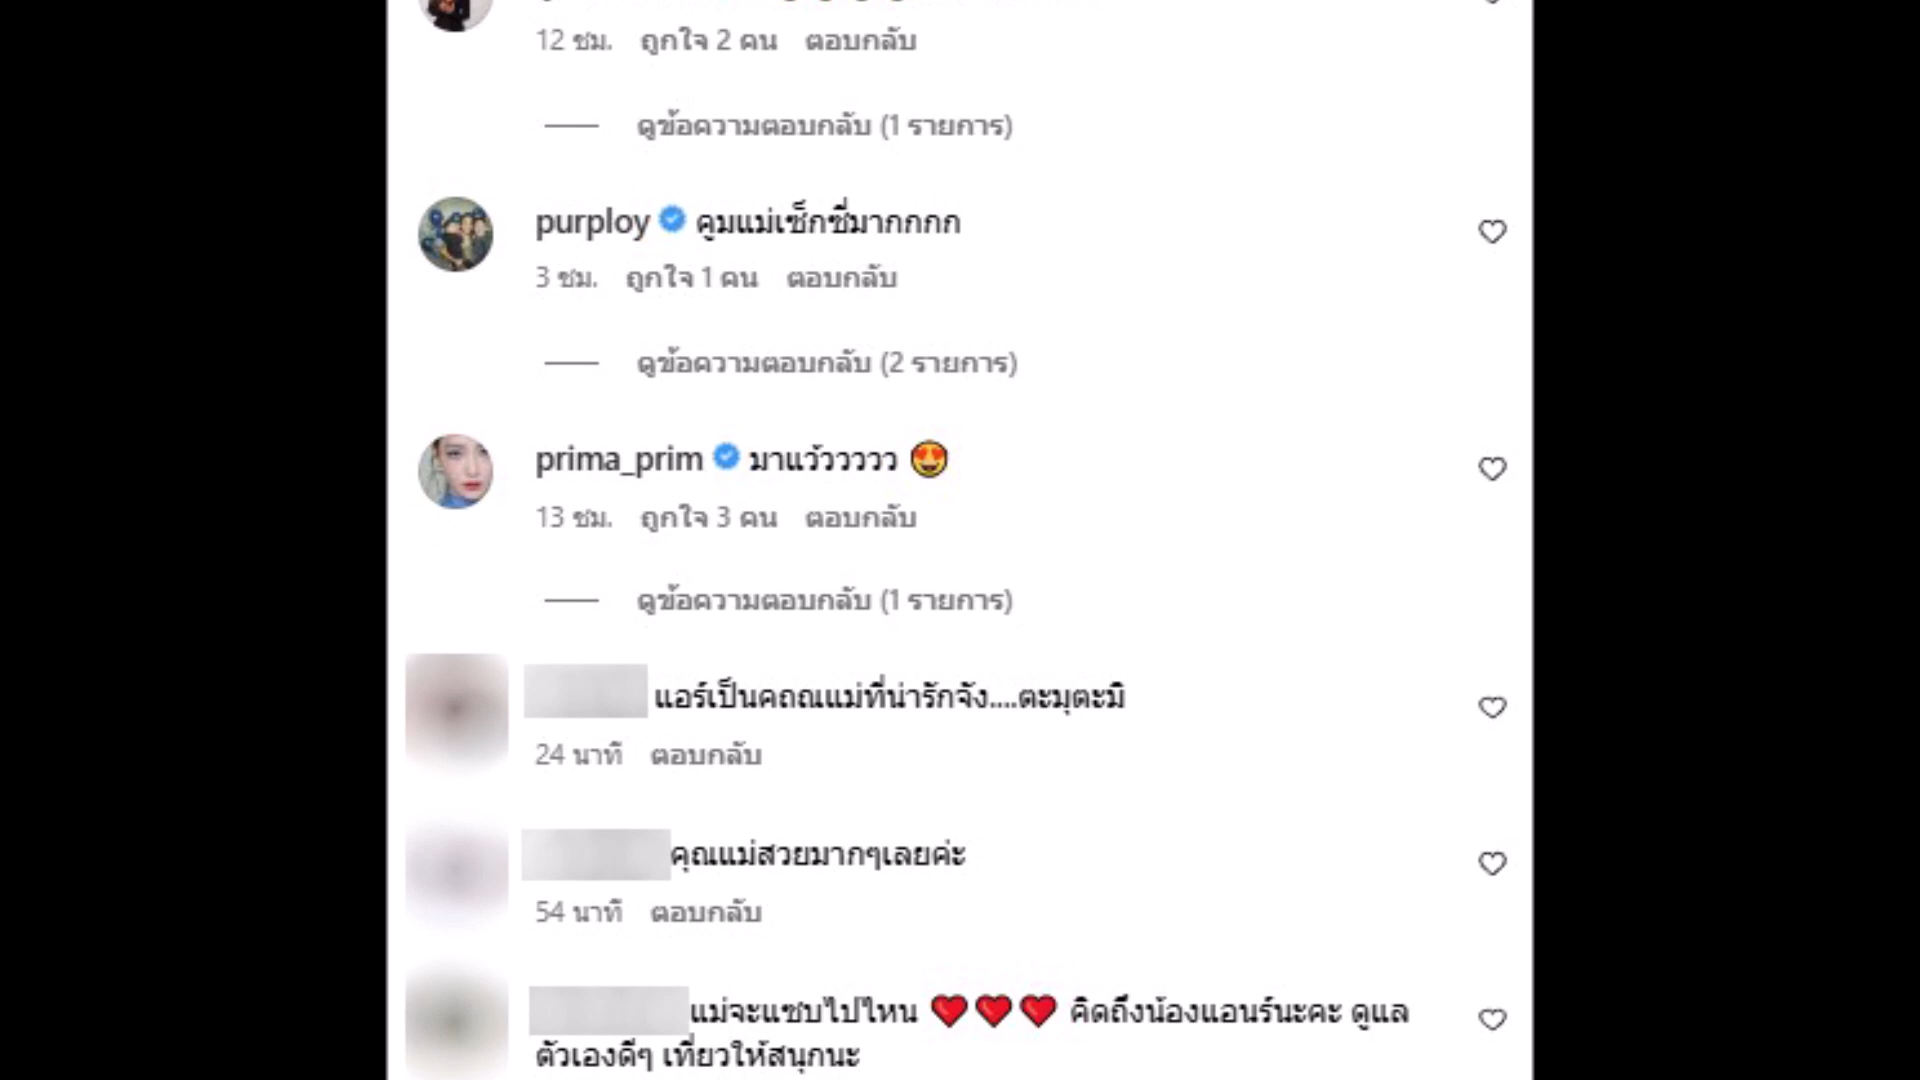 12 ชม. ถูกใจ 2 คน ตอบกลับ
ดูข้อความตอบกลับ (1 รายการ)
purploy คูมแม่เซ็กซี่มากกกก
3 ชม. ถูกใจ 1 คน ตอบกลับ
ดูข้อความตอบกลับ (2 รายการ)
prima_prim มาแว้ววววว 😍
13 ชม. ถูกใจ 3 คน ตอบกลับ
ดูข้อความตอบกลับ (1 รายการ)
แอร์เป็นคถณแม่ที่น่ารักจัง....ตะมุตะมิ
24 นาที ตอบกลับ
คุณแม่สวยมากๆเลยค่ะ
54 นาที ตอบกลับ
แม่จะแซบไปไหน ❤️❤️❤️ คิดถึงน้องแอนร์นะคะ ดูแล
ตัวเองดีๆ เที่ยวให้สนุกนะ